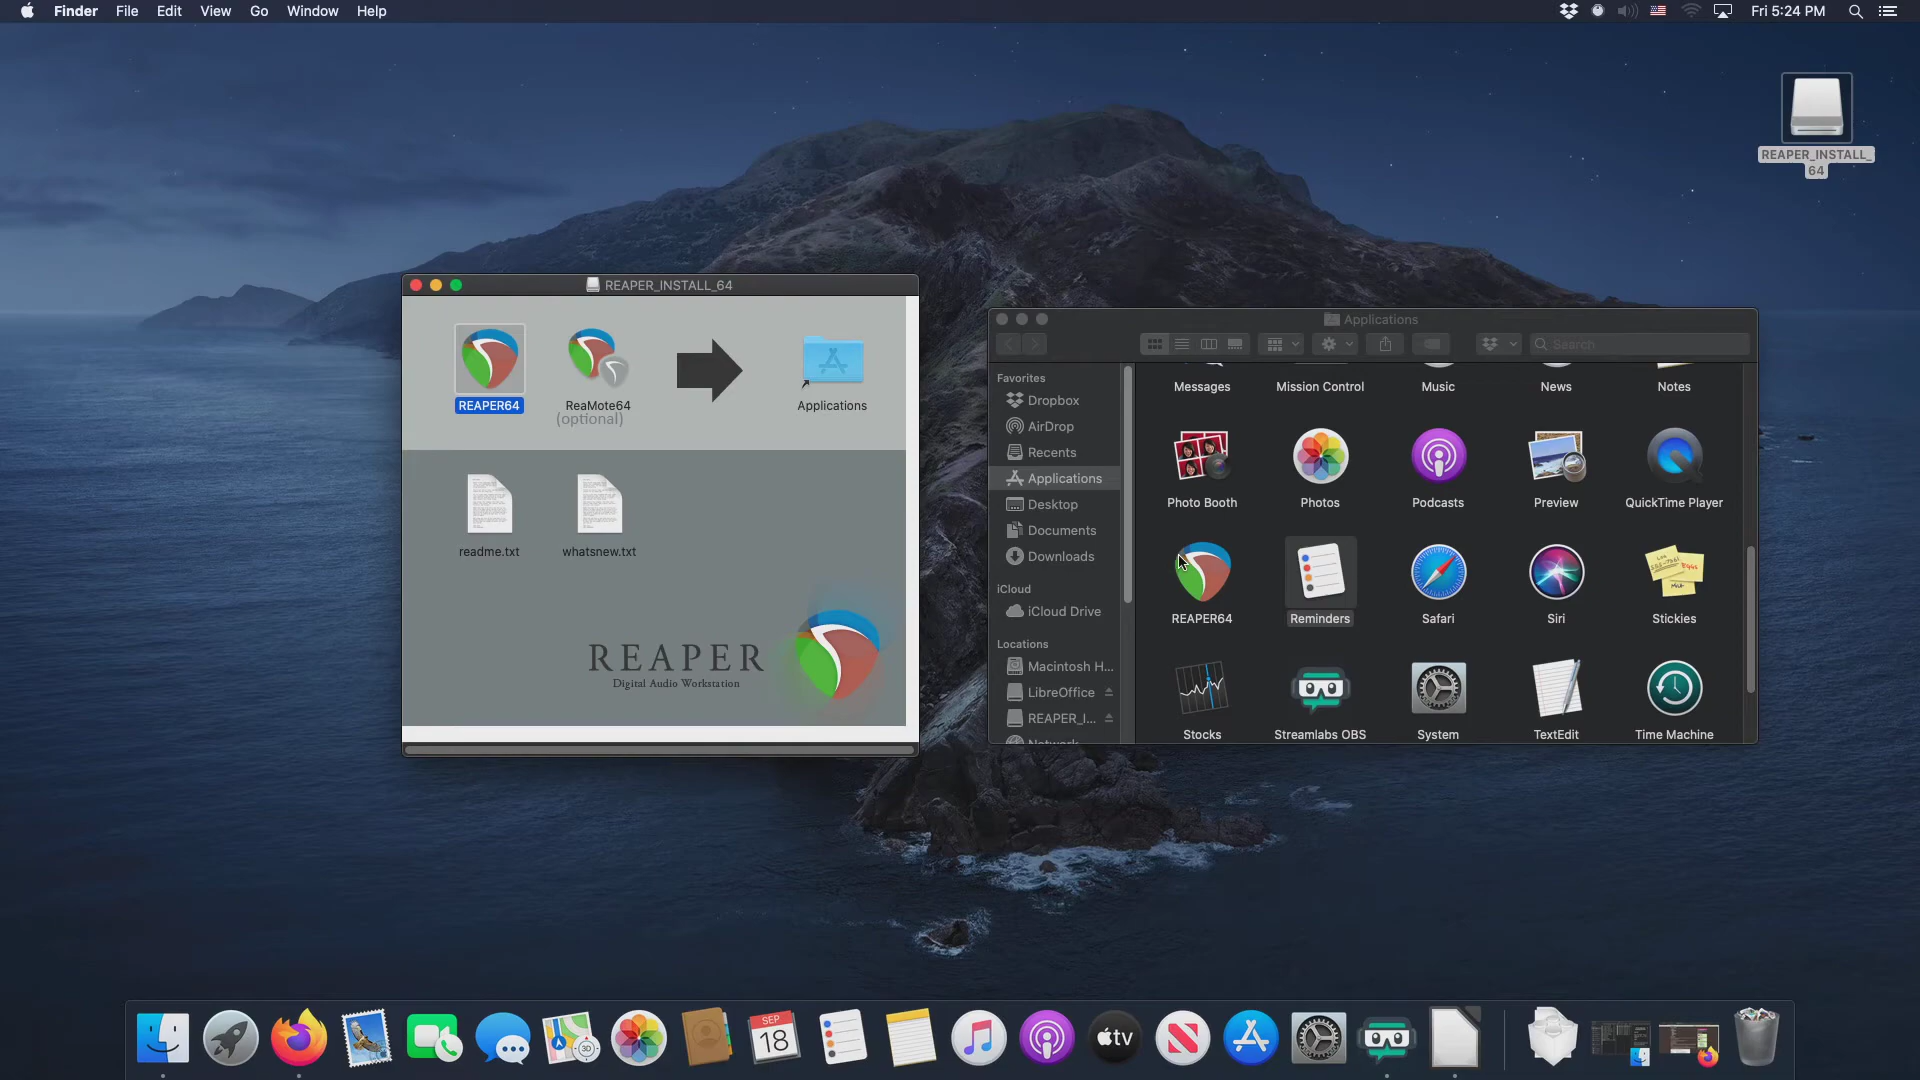 Finder File Edit View Go Window Help
Fri 5:24 PM
REAPER_INSTALL_
64
REAPER_INSTALL_64
REAPER64
ReaMote64
(optional)
Applications
readme.txt
whatsnew.txt
REAPER
Digital Audio Workstation
Applications
Search
Favorites
Dropbox
AirDrop
Recents
Applications
Desktop
Documents
Downloads
iCloud
iCloud Drive
Locations
Macintosh H...
LibreOffice
REAPER_I...
Network
Messages
Mission Control
Music
News
Notes
Photo Booth
Photos
Podcasts
Preview
QuickTime Player
REAPER64
Reminders
Safari
Siri
Stickies
Stocks
Streamlabs OBS
System
TextEdit
Time Machine
3D
SEP
18
tv